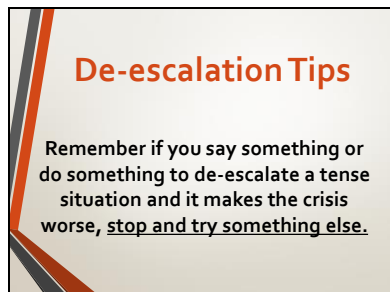 De-escalation Tips
Remember if you say something or
do something to de-escalate a tense
situation and it makes the crisis
worse, stop and try something else.